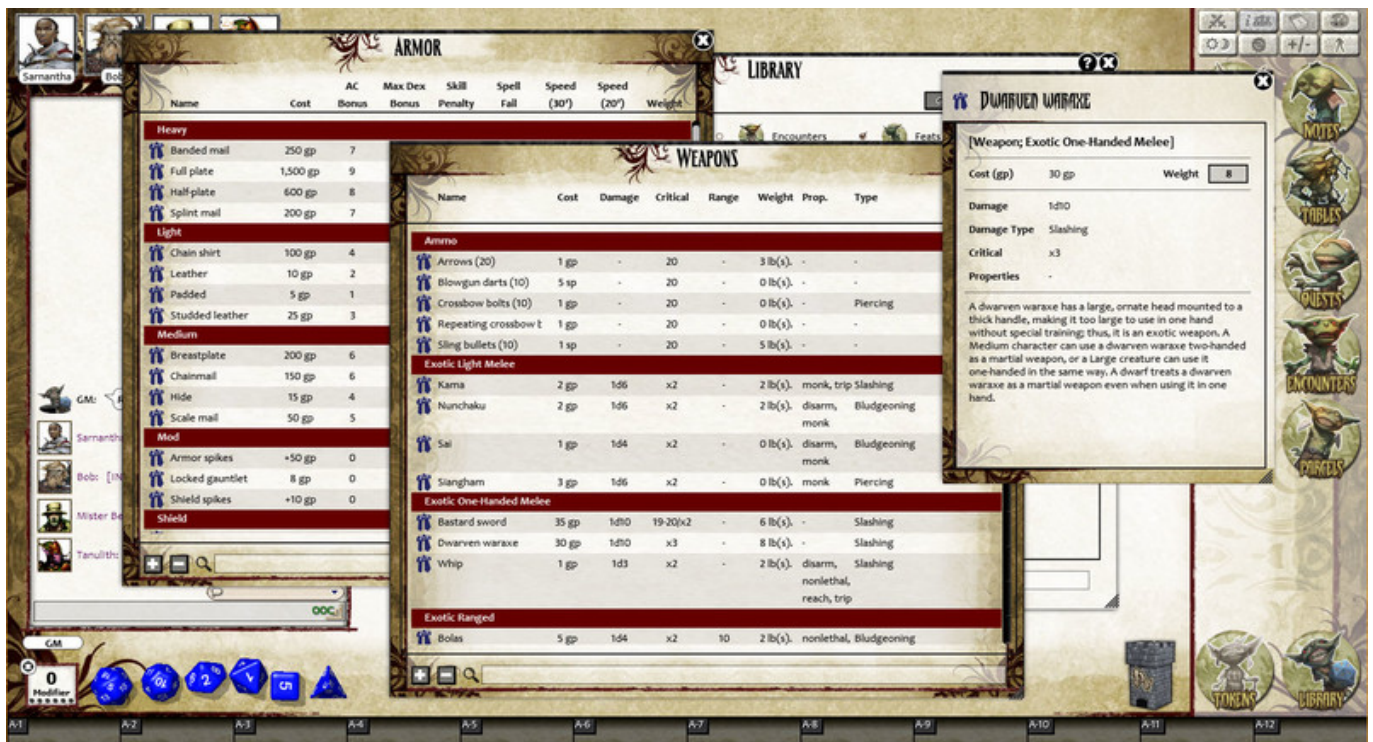 Samantha
Bob
ARMOR
Name Cost AC Bonus Max Dex Bonus Skill Penalty Spell Fail Speed (30') Speed (20') Weight
Heavy
Banded mail 250 gp 7
Full plate 1,500 gp 9
Half-plate 600 gp 8
Splint mail 200 gp 7
Light
Chain shirt 100 gp 4
Leather 10 gp 2
Padded 5 gp 1
Studded leather 25 gp 3
Medium
Breastplate 200 gp 6
Chainmail 150 gp 6
Hide 15 gp 4
Scale mail 50 gp 5
Mod
Armor spikes +50 gp 0
Locked gauntlet 8 gp 0
Shield spikes +10 gp 0
Shield
LIBRARY
Encounters Feats
WEAPONS
Name Cost Damage Critical Range Weight Prop. Type
Ammo
Arrows (20) 1 gp - 20 - 3 lb(s). - -
Blowgun darts (10) 5 sp - 20 - 0 lb(s). - -
Crossbow bolts (10) 1 gp - 20 - 0 lb(s). - Piercing
Repeating crossbow b 1 gp - 20 - 0 lb(s). - -
Sling bullets (10) 1 sp - 20 - 5 lb(s). - -
Exotic Light Melee
Kama 2 gp 1d6 x2 - 2 lb(s). monk, trip Slashing
Nunchaku 2 gp 1d6 x2 - 2 lb(s). disarm, Bludgeoning
monk
Sai 1 gp 1d4 x2 - 0 lb(s). disarm, Bludgeoning
monk
Siangham 3 gp 1d6 x2 - 0 lb(s). monk Piercing
Exotic One-Handed Melee
Bastard sword 35 gp 1d10 19-20/x2 - 6 lb(s). - Slashing
Dwarven waraxe 30 gp 1d10 x3 - 8 lb(s). - Slashing
Whip 1 gp 1d3 x2 - 2 lb(s). disarm, Slashing
nonlethal,
reach, trip
Exotic Ranged
Bolas 5 gp 1d4 x2 10 2 lb(s). nonlethal, Bludgeoning
DWARVEN WARAXE
[Weapon; Exotic One-Handed Melee]
Cost (gp) 30 gp Weight 8
Damage 1d10
Damage Type Slashing
Critical x3
Properties -
A dwarven waraxe has a large, ornate head mounted to a
thick handle, making it too large to use in one hand
without special training; thus, it is an exotic weapon. A
Medium character can use a dwarven waraxe two-handed
as a martial weapon, or a Large creature can use it
one-handed in the same way. A dwarf treats a dwarven
waraxe as a martial weapon even when using it in one
hand.
+/-
NOTES
TABLES
QUESTS
ENCOUNTERS
PARCELS
TOKENS
LIBRARY
GM:
Samantha
Bob: [IN
Mister Be
Tanulith:
OOC
GM
0
Modifier
A-1 A-2 A-3 A-4 A-5 A-6 A-7 A-8 A-9 A-10 A-11 A-12